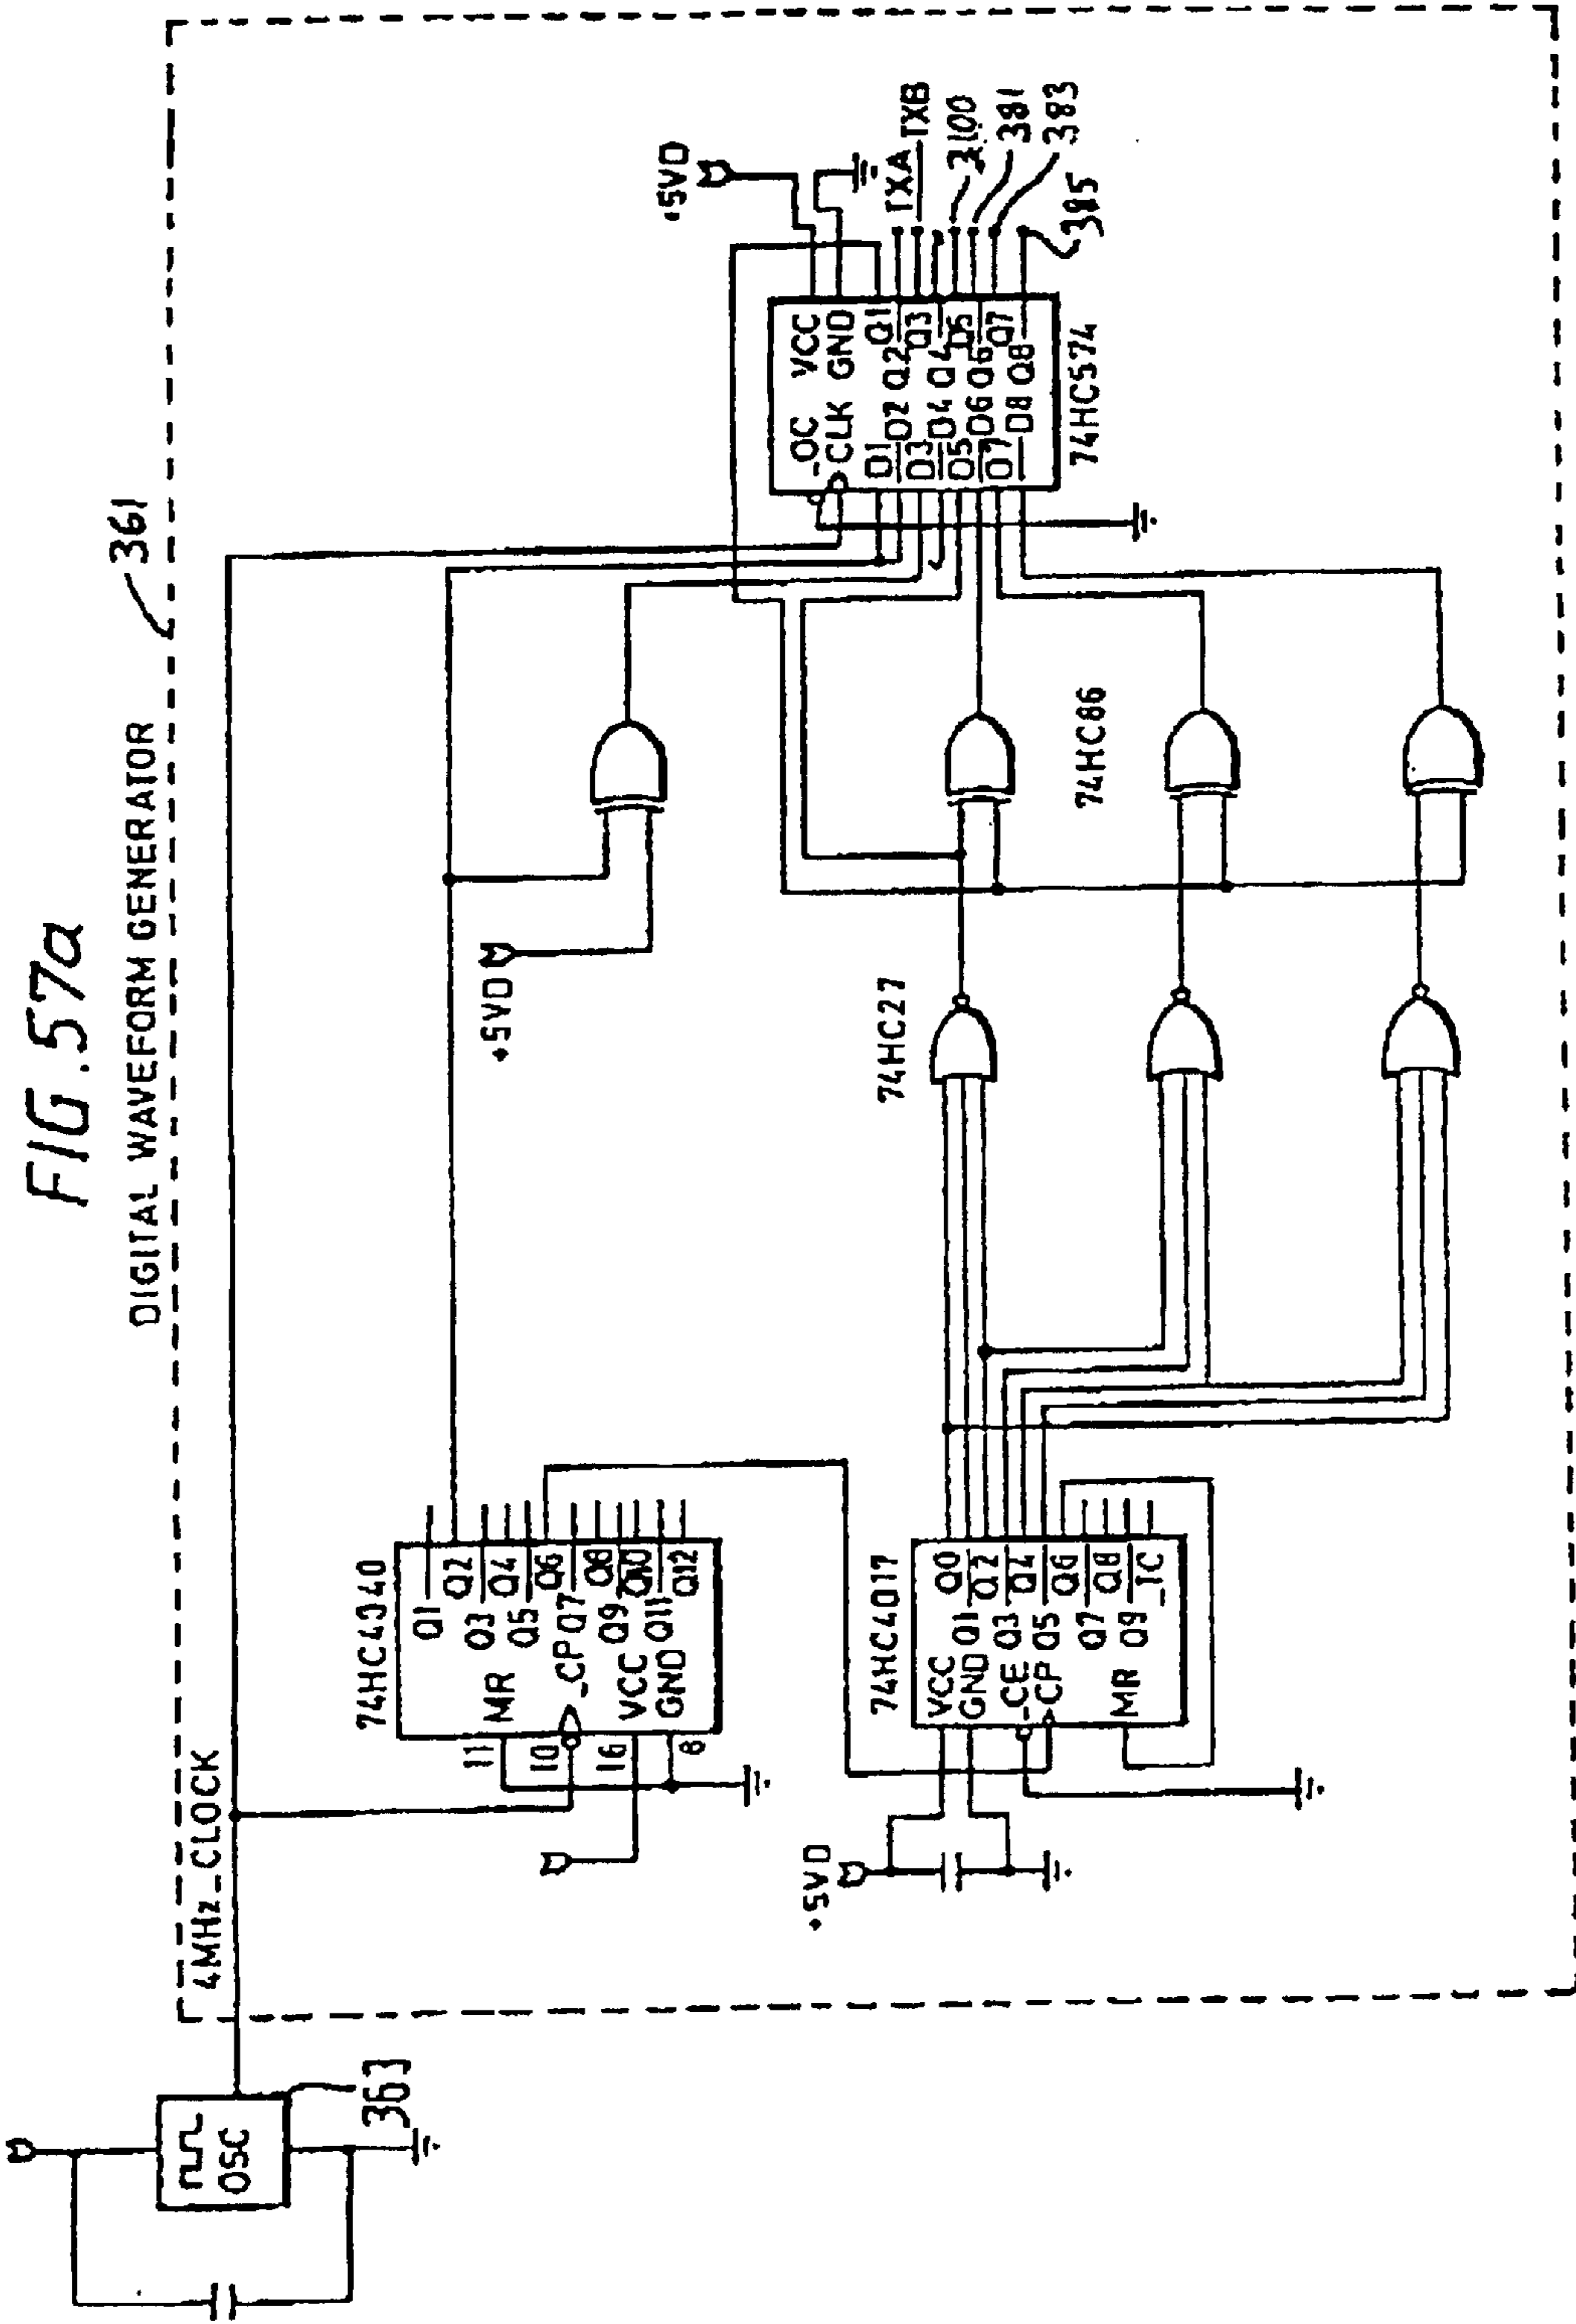 FIG.57a
DIGITAL WAVEFORM GENERATOR
361
4MHz_CLOCK
OSC
363
74HC4040
11
10
16
8
MR
_CP
VCC
GND
Q1
Q2
Q3
Q4
Q5
Q6
Q7
Q8
Q9
Q10
Q11
Q12
+5VD
74HC4017
VCC
GND
_CE
CP
MR
Q0
Q1
Q2
Q3
Q4
Q5
Q6
Q7
Q8
Q9
_TC
+5VD
74HC27
74HC86
+5VD
_OC VCC
CLK GND
D1 Q1
D2 Q2
D3 Q3
D4 Q4
D5 Q5
D6 Q6
D7 Q7
D8 Q8
74HC574
TXA
TXB
3100
381
383
385